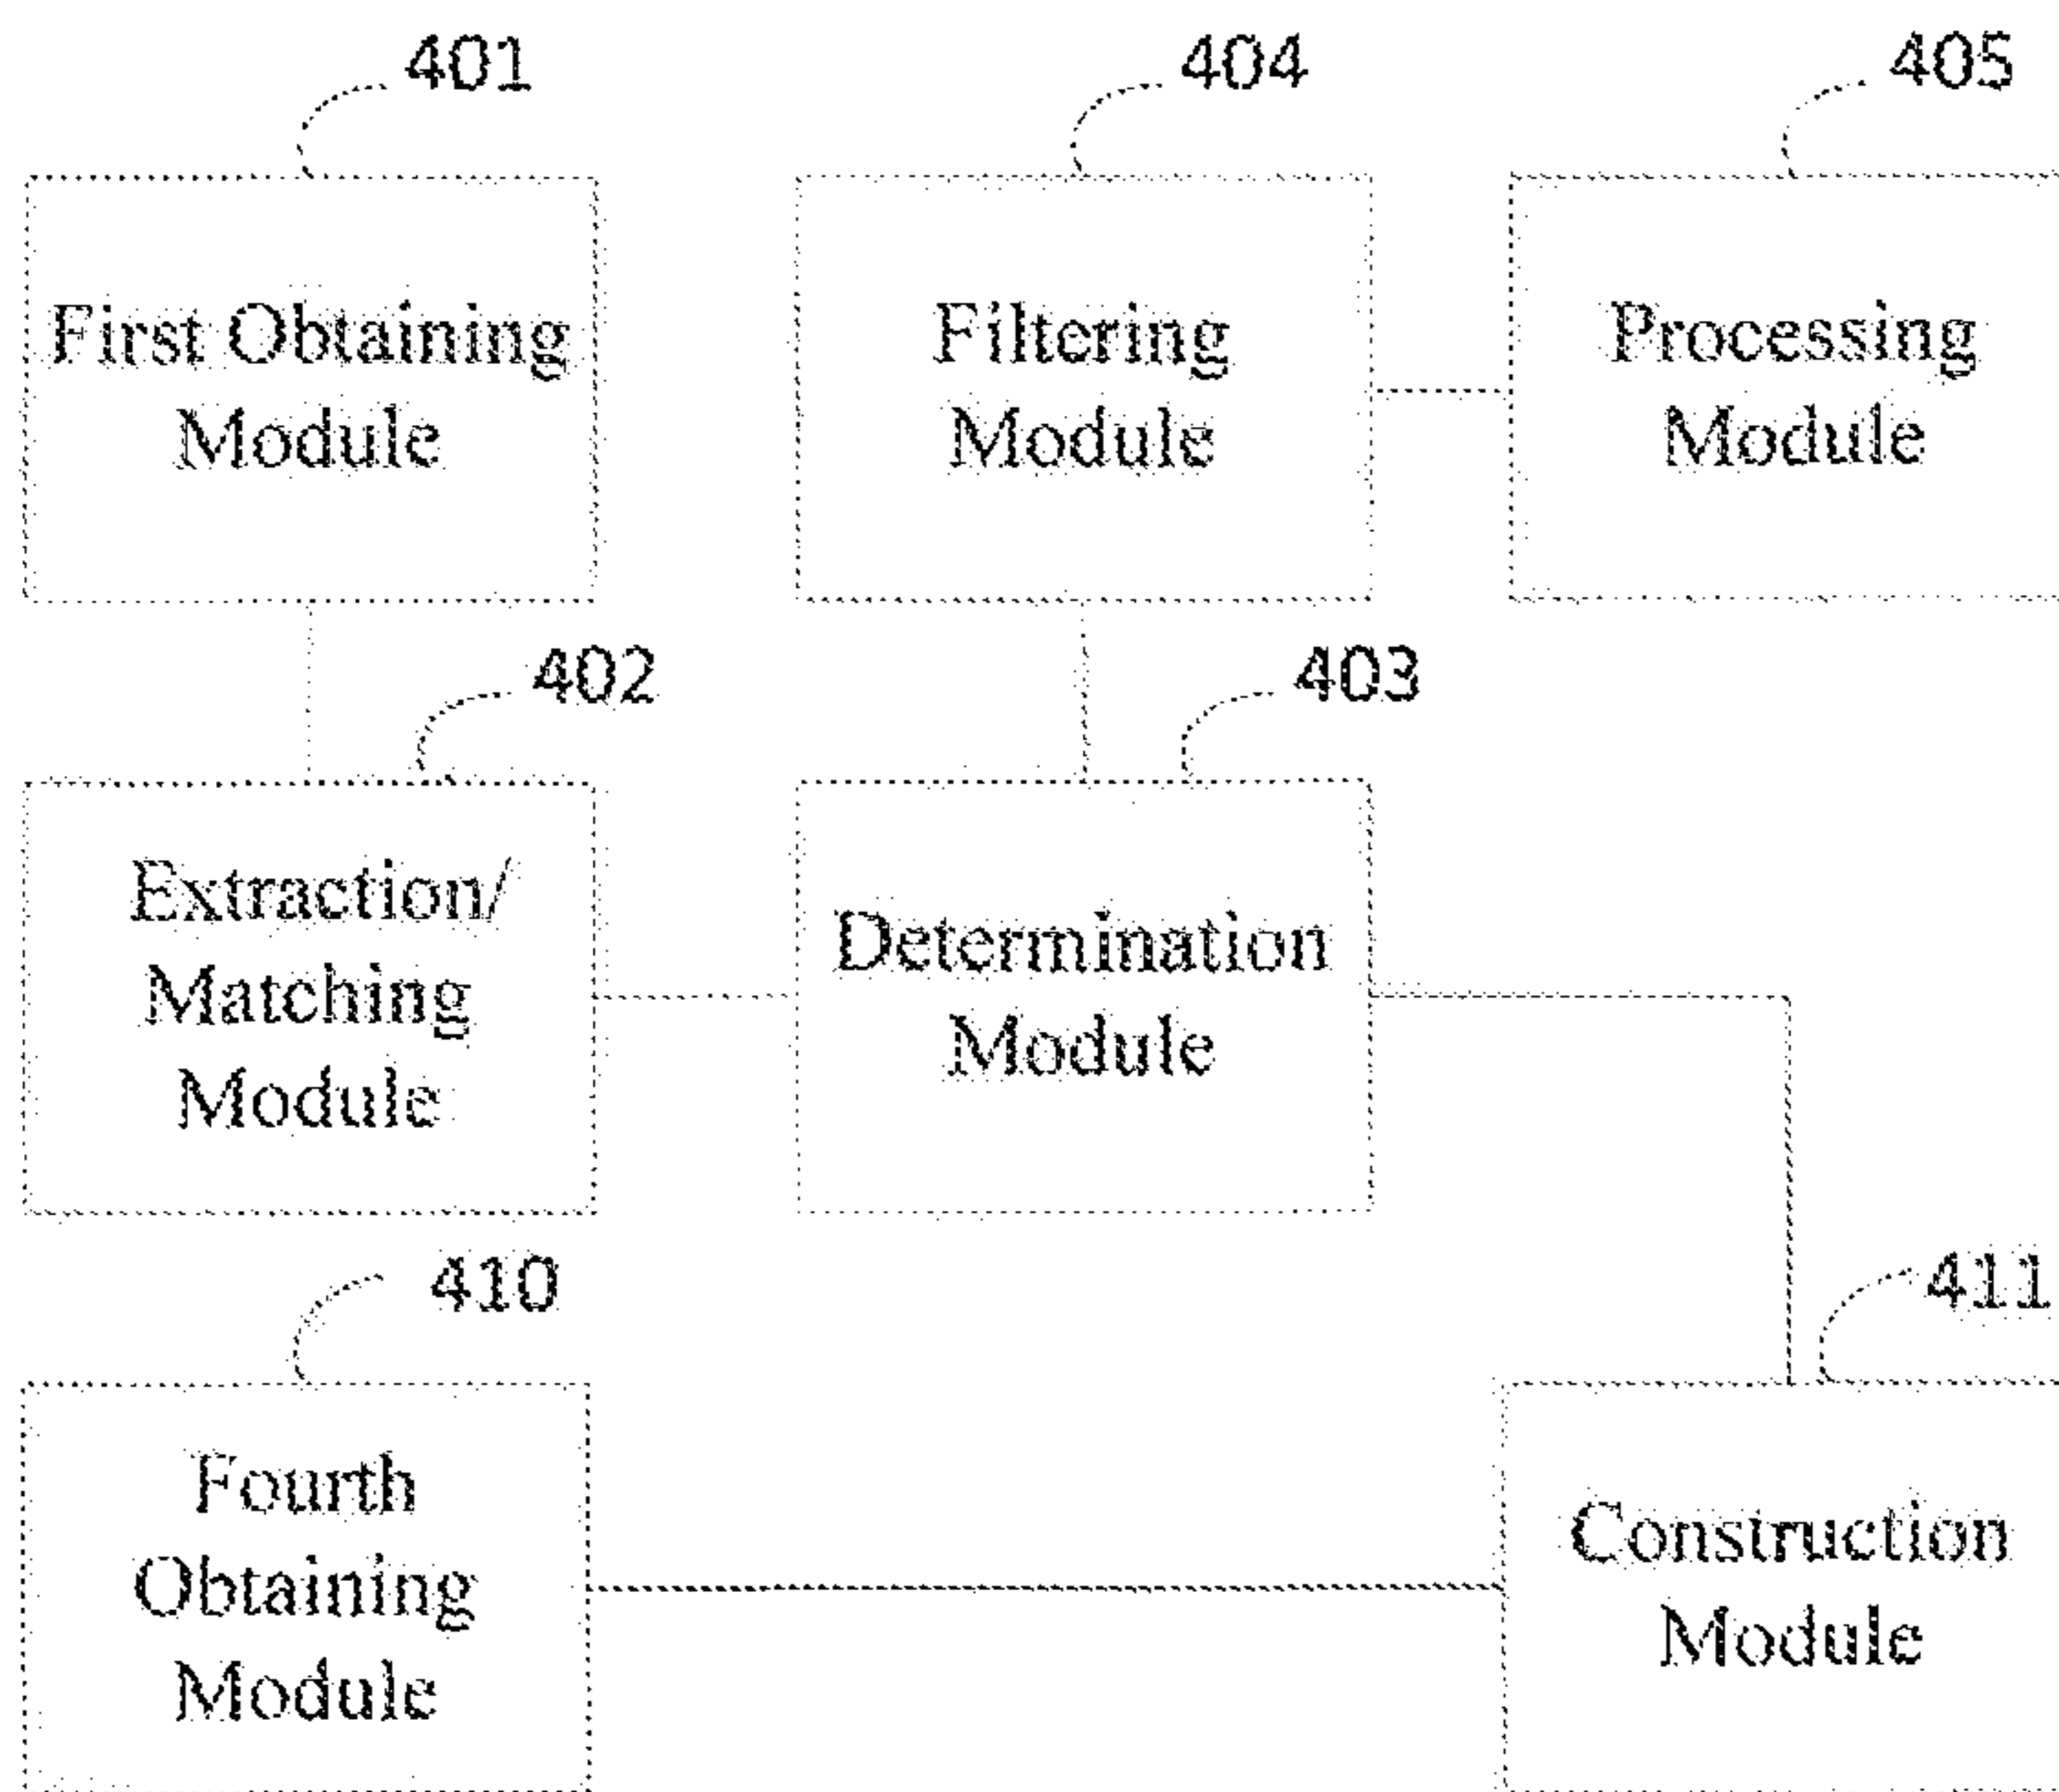 401
404
405
First Obtaining
Module
Filtering
Module
Processing
Module
402
403
Extraction/
Matching
Module
Determination
Module
410
411
Fourth
Obtaining
Module
Construction
Module